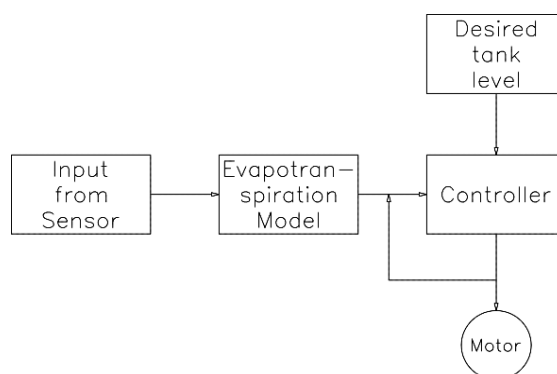 Desired
tank
level
Input
from
Sensor
Evapotran-
spiration
Model
Controller
Motor